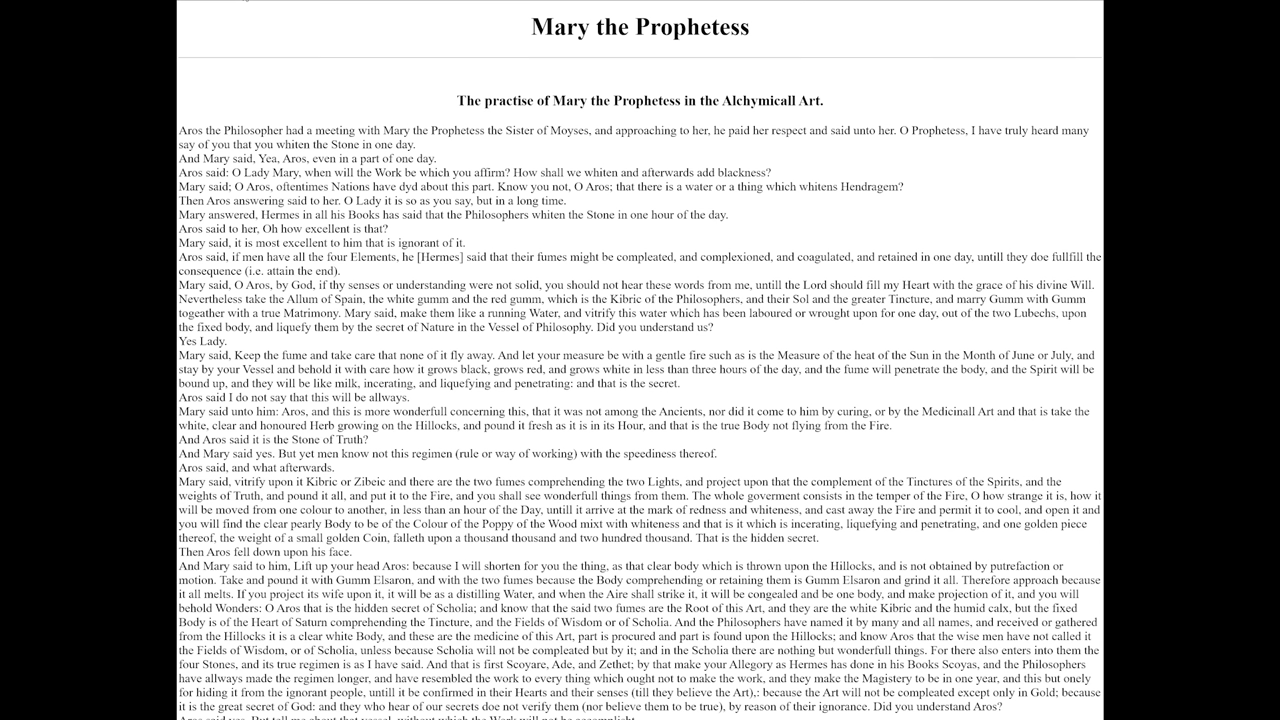 Mary the Prophetess
The practise of Mary the Prophetess in the Alchymicall Art.
Aros the Philosopher had a meeting with Mary the Prophetess the Sister of Moyses, and approaching to her, he paid her respect and said unto her. O Prophetess, I have truly heard many
say of you that you whiten the Stone in one day.
And Mary said, Yea, Aros, even in a part of one day.
Aros said: O Lady Mary, when will the Work be which you affirm? How shall we whiten and afterwards add blackness?
Mary said; O Aros, oftentimes Nations have dyd about this part. Know you not, O Aros; that there is a water or a thing which whitens Hendragem?
Then Aros answering said to her. O Lady it is so as you say, but in a long time.
Mary answered, Hermes in all his Books has said that the Philosophers whiten the Stone in one hour of the day.
Aros said to her, Oh how excellent is that?
Mary said, it is most excellent to him that is ignorant of it.
Aros said, if men have all the four Elements, he [Hermes] said that their fumes might be compleated, and complexioned, and coagulated, and retained in one day, untill they doe fullfill the
consequence (i.e. attain the end).
Mary said, O Aros, by God, if thy senses or understanding were not solid, you should not hear these words from me, untill the Lord should fill my Heart with the grace of his divine Will.
Nevertheless take the Allum of Spain, the white gumm and the red gumm, which is the Kibric of the Philosophers, and their Sol and the greater Tincture, and marry Gumm with Gumm
togeather with a true Matrimony. Mary said, make them like a running Water, and vitrify this water which has been laboured or wrought upon for one day, out of the two Lubechs, upon
the fixed body, and liquefy them by the secret of Nature in the Vessel of Philosophy. Did you understand us?
Yes Lady.
Mary said, Keep the fume and take care that none of it fly away. And let your measure be with a gentle fire such as is the Measure of the heat of the Sun in the Month of June or July, and
stay by your Vessel and behold it with care how it grows black, grows red, and grows white in less than three hours of the day, and the fume will penetrate the body, and the Spirit will be
bound up, and they will be like milk, incerating, and liquefying and penetrating: and that is the secret.
Aros said I do not say that this will be allways.
Mary said unto him: Aros, and this is more wonderfull concerning this, that it was not among the Ancients, nor did it come to him by curing, or by the Medicinall Art and that is take the
white, clear and honoured Herb growing on the Hillocks, and pound it fresh as it is in its Hour, and that is the true Body not flying from the Fire.
And Aros said it is the Stone of Truth?
And Mary said yes. But yet men know not this regimen (rule or way of working) with the speediness thereof.
Aros said, and what afterwards.
Mary said, vitrify upon it Kibric or Zibeic and there are the two fumes comprehending the two Lights, and project upon that the complement of the Tinctures of the Spirits, and the
weights of Truth, and pound it all, and put it to the Fire, and you shall see wonderfull things from them. The whole goverment consists in the temper of the Fire, O how strange it is, how it
will be moved from one colour to another, in less than an hour of the Day, untill it arrive at the mark of redness and whiteness, and cast away the Fire and permit it to cool, and open it and
you will find the clear pearly Body to be of the Colour of the Poppy of the Wood mixt with whiteness and that is it which is incerating, liquefying and penetrating, and one golden piece
thereof, the weight of a small golden Coin, falleth upon a thousand thousand and two hundred thousand. That is the hidden secret.
Then Aros fell down upon his face.
And Mary said to him, Lift up your head Aros: because I will shorten for you the thing, as that clear body which is thrown upon the Hillocks, and is not obtained by putrefaction or
motion. Take and pound it with Gumm Elsaron, and with the two fumes because the Body comprehending or retaining them is Gumm Elsaron and grind it all. Therefore approach because
it all melts. If you project its wife upon it, it will be as a distilling Water, and when the Aire shall strike it, it will be congealed and be one body, and make projection of it, and you will
behold Wonders: O Aros that is the hidden secret of Scholia; and know that the said two fumes are the Root of this Art, and they are the white Kibric and the humid calx, but the fixed
Body is of the Heart of Saturn comprehending the Tincture, and the Fields of Wisdom or of Scholia. And the Philosophers have named it by many and all names, and received or gathered
from the Hillocks it is a clear white Body, and these are the medicine of this Art, part is procured and part is found upon the Hillocks; and know Aros that the wise men have not called it
the Fields of Wisdom, or of Scholia, unless because Scholia will not be compleated but by it; and in the Scholia there are nothing but wonderfull things. For there also enters into them the
four Stones, and its true regimen is as I have said. And that is first Scoyare, Ade, and Zethet; by that make your Allegory as Hermes has done in his Books Scoyas, and the Philosophers
have allways made the regimen longer, and have resembled the work to every thing which ought not to make the work, and they make the Magistery to be in one year, and this but onely
for hiding it from the ignorant people, untill it be confirmed in their Hearts and their senses (till they believe the Art),: because the Art will not be compleated except only in Gold; because
it is the great secret of God: and they who hear of our secrets doe not verify them (nor believe them to be true), by reason of their ignorance. Did you understand Aros?
Aros said yes. But tell me about that vessel, without which the Work will not be accomplist.